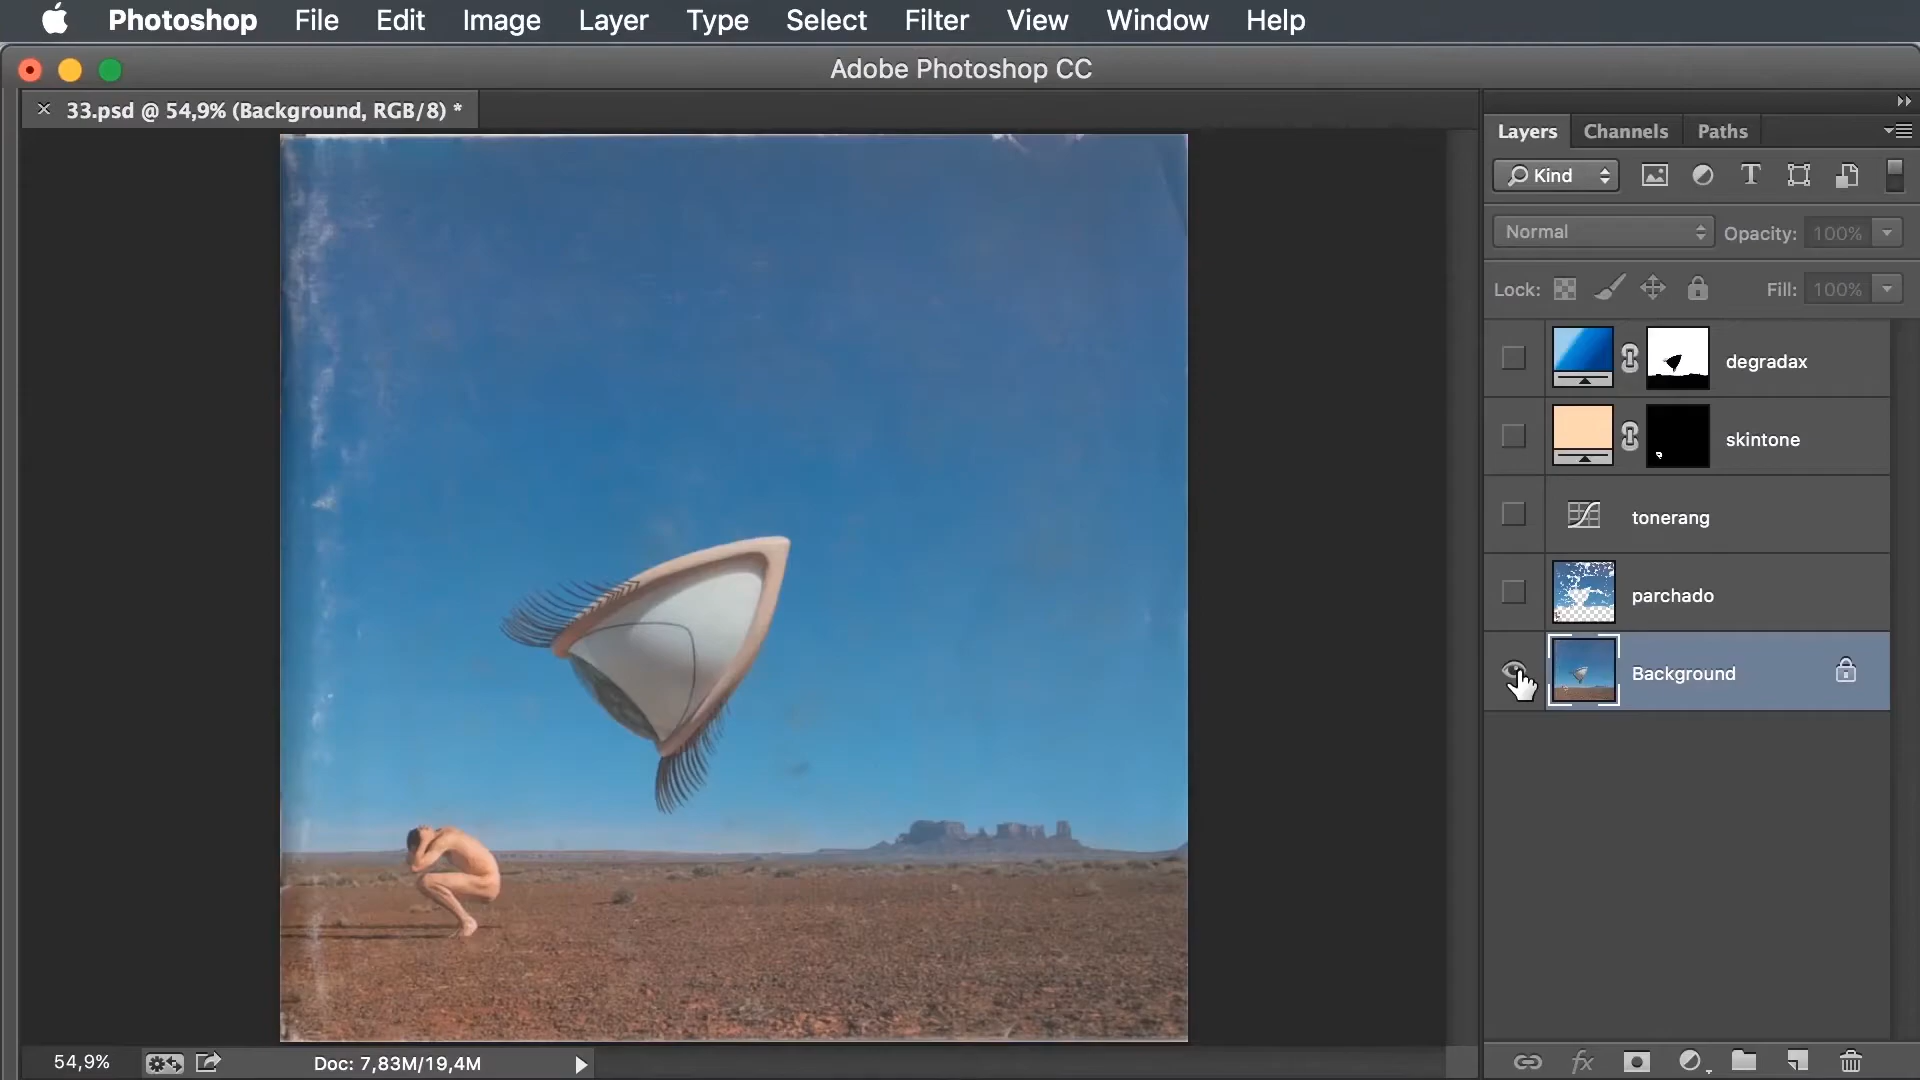 Photoshop File Edit Image Layer Type Select Filter View Window Help
Adobe Photoshop CC
33.psd @ 54,9% (Background, RGB/8) *
Layers Channels Paths
Kind T
Normal Opacity: 100%
Lock: Fill: 100%
degradax
skintone
tonerang
parchado
Background
54,9% Doc: 7,83M/19,4M fx